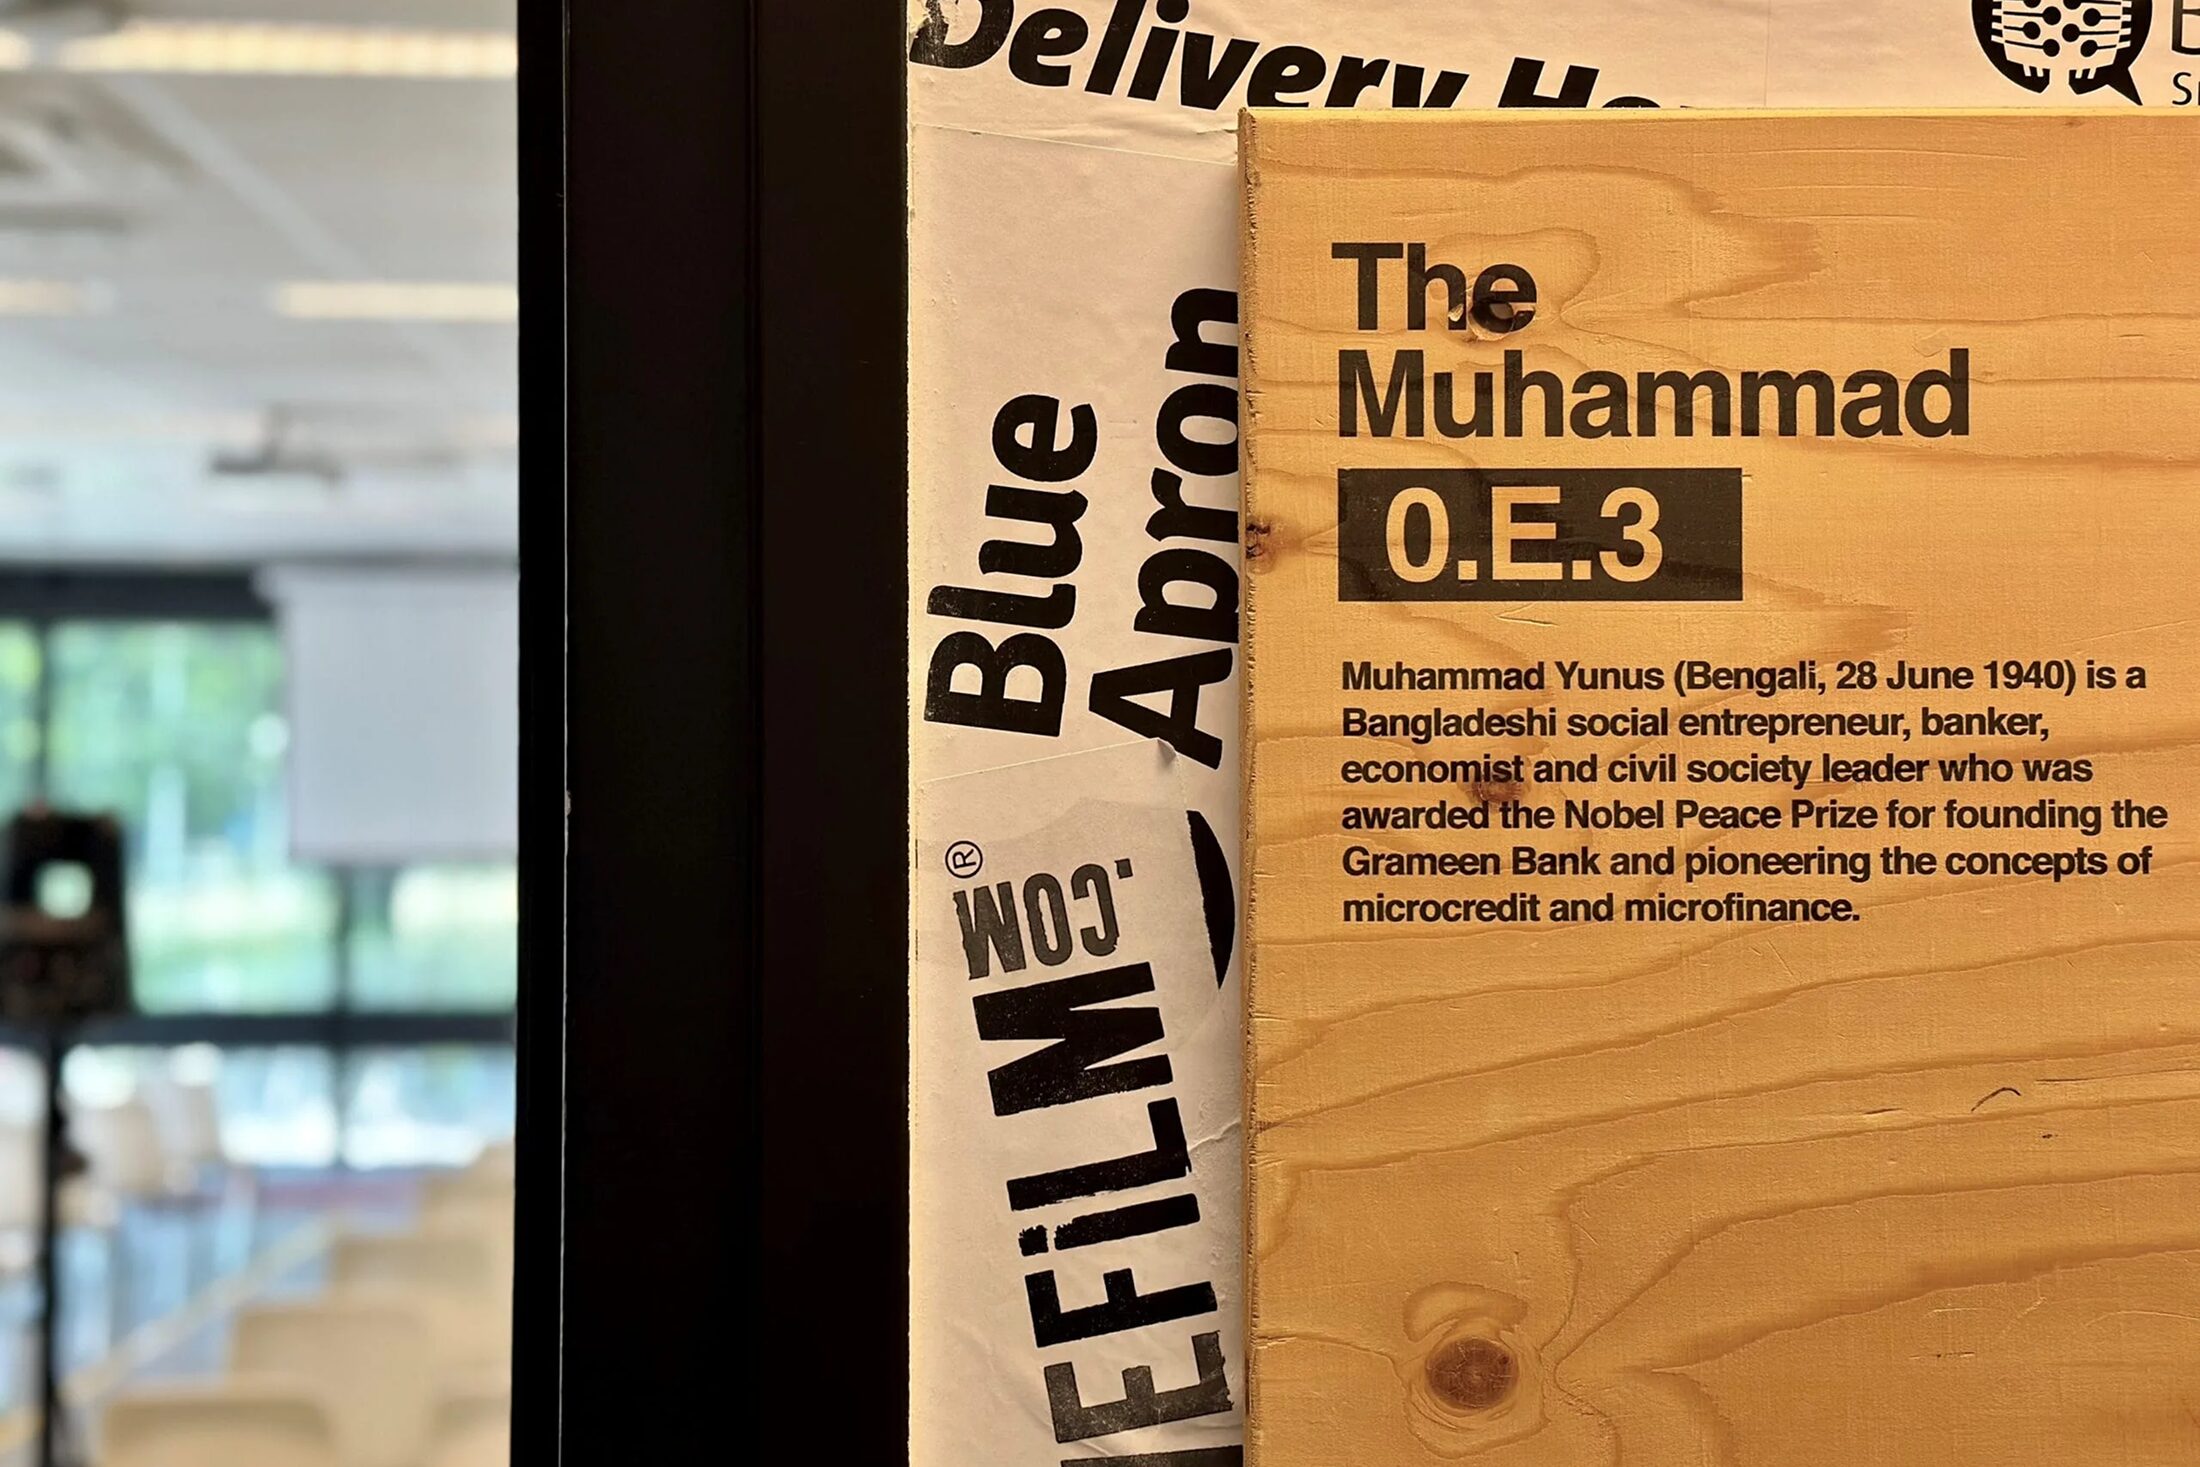 Delivery
The
Muhammad
0.E.3
Muhammad Yunus (Bengali, 28 June 1940) is a
Bangladeshi social entrepreneur, banker,
economist and civil society leader who was
awarded the Nobel Peace Prize for founding the
Grameen Bank and pioneering the concepts of
microcredit and microfinance.
Blue
Apron
.COM®